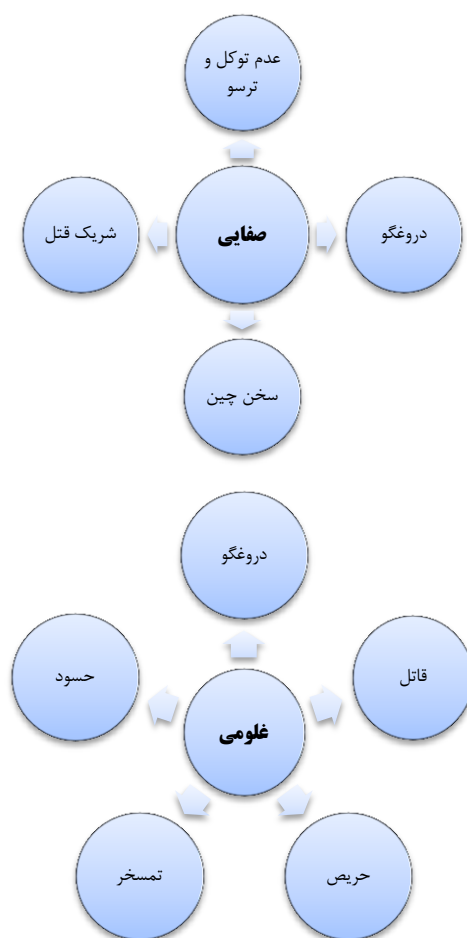 عدم توکل و
ترسو
دروغگو
صفایی
شریک قتل
سخن چین
دروغگو
قاتل
حسود
غلومی
حریص
تمسخر